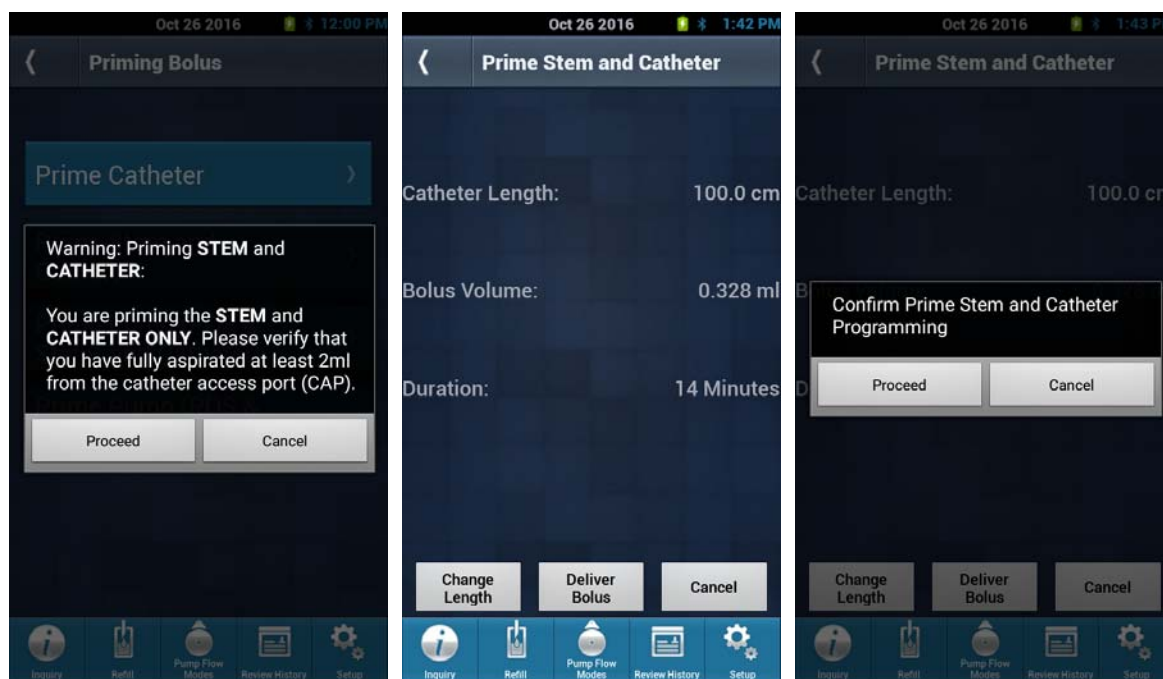 Oct 26 2016 12:00 PM
Priming Bolus
Prime Catheter
Warning: Priming STEM and
CATHETER:
You are priming the STEM and
CATHETER ONLY. Please verify that
you have fully aspirated at least 2ml
from the catheter access port (CAP).
Proceed Cancel
Inquiry Refill Pump Flow Modes Review History Setup
Oct 26 2016 1:42 PM
Prime Stem and Catheter
Catheter Length: 100.0 cm
Bolus Volume: 0.328 ml
Duration: 14 Minutes
Change Length Deliver Bolus Cancel
Inquiry Refill Pump Flow Modes Review History Setup
Oct 26 2016 1:43 P
Prime Stem and Catheter
Catheter Length: 100.0 cm
Confirm Prime Stem and Catheter
Programming
Proceed Cancel
Change Length Deliver Bolus Cancel
Inquiry Refill Pump Flow Modes Review History Setup